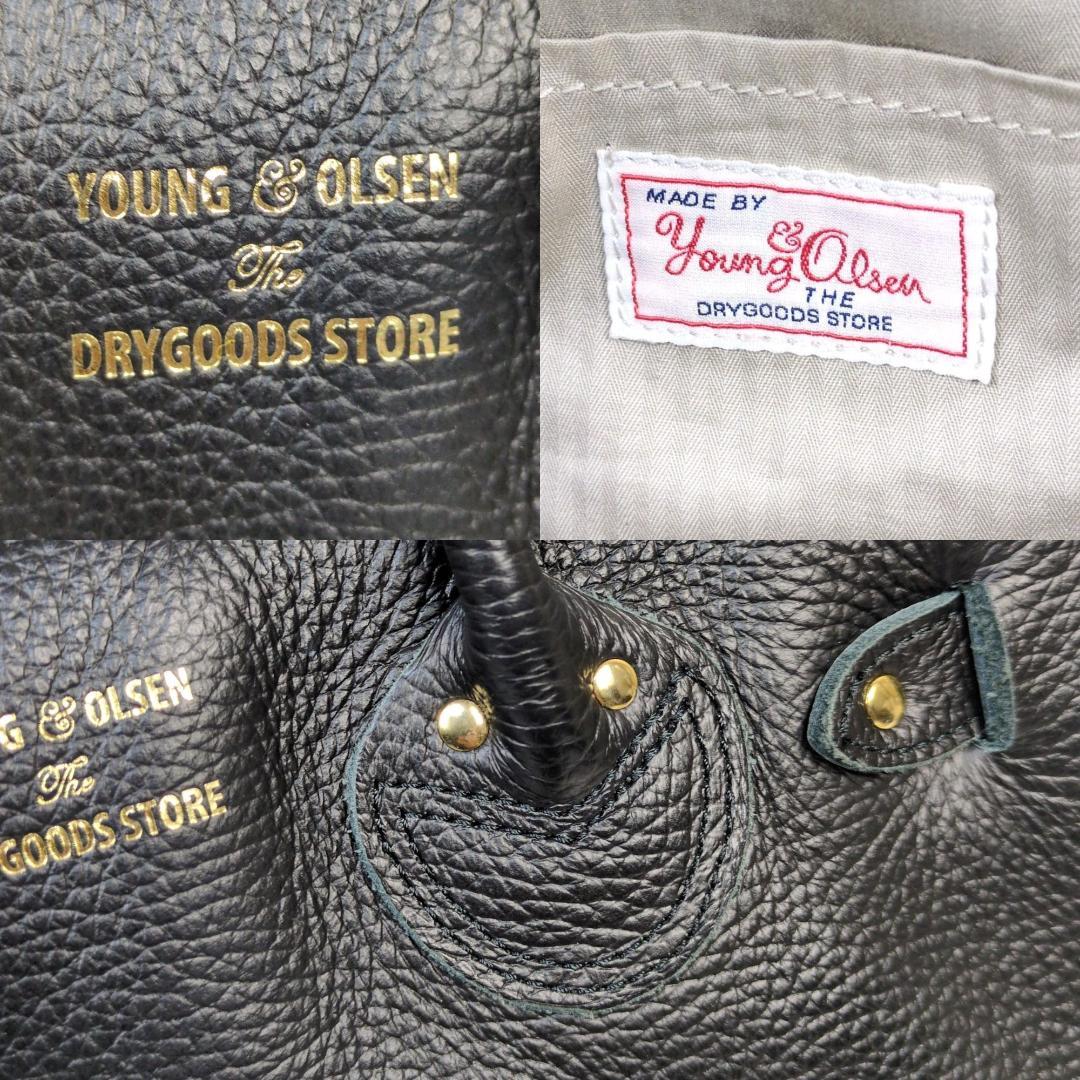 YOUNG & OLSEN
The
DRYGOODS STORE
MADE BY
Young & Olsen
THE
DRYGOODS STORE
G & OLSEN
The
GOODS STORE